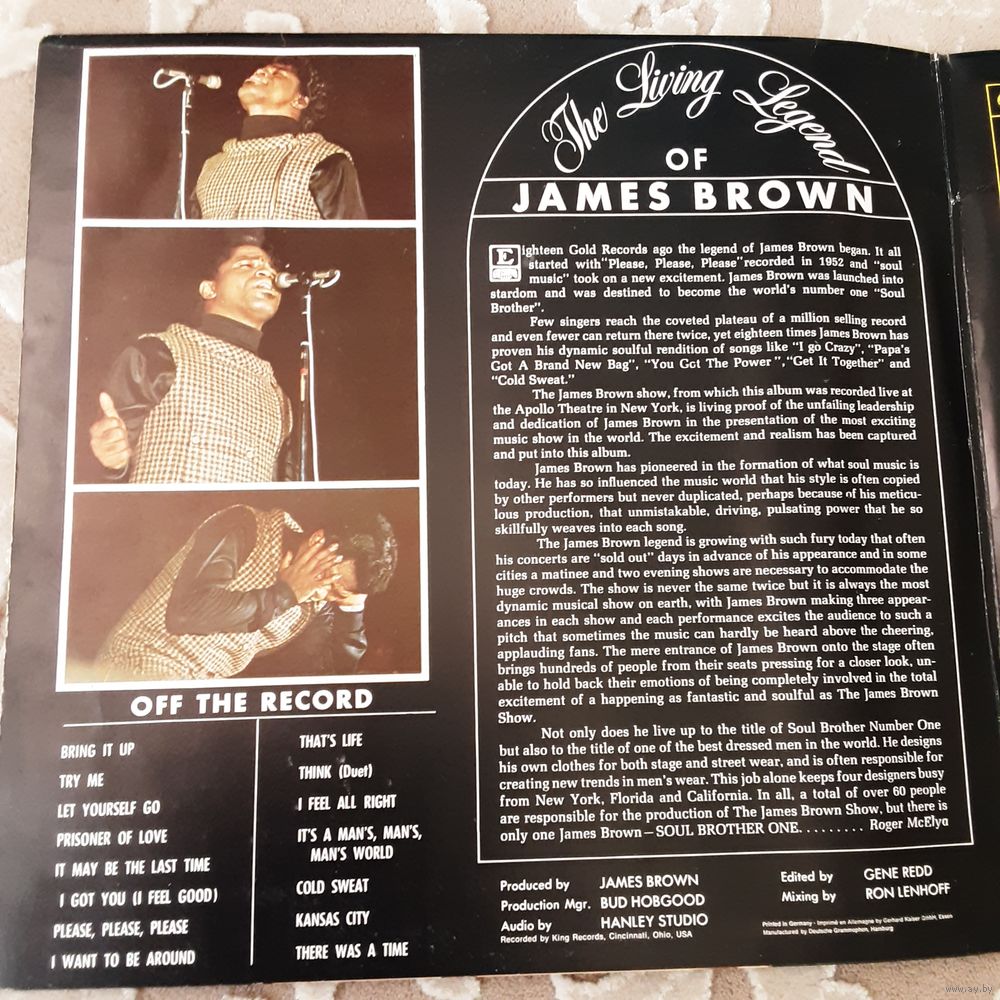 The Living Legend
OF
JAMES BROWN
Eighteen Gold Records ago the legend of James Brown began. It all
started with "Please, Please, Please" recorded in 1952 and "soul
music" took on a new excitement. James Brown was launched into
stardom and was destined to become the world's number one "Soul
Brother".
Few singers reach the coveted plateau of a million selling record
and even fewer can return there twice, yet eighteen times James Brown has
proven his dynamic soulful rendition of songs like "I go Crazy", "Papa's
Got A Brand New Bag", "You Gct The Power ", "Get It Together" and
"Cold Sweat."
The James Brown show, from which this album was recorded live at
the Apollo Theatre in New York, is living proof of the unfailing leadership
and dedication of James Brown in the presentation of the most exciting
music show in the world. The excitement and realism has been captured
and put into this album.
James Brown has pioneered in the formation of what soul music is
today. He has so influenced the music world that his style is often copied
by other performers but never duplicated, perhaps because of his meticu-
lous production, that unmistakable, driving, pulsating power that he so
skillfully weaves into each song.
The James Brown legend is growing with such fury today that often
his concerts are "sold out" days in advance of his appearance and in some
cities a matinee and two evening shows are necessary to accommodate the
huge crowds. The show is never the same twice but it is always the most
dynamic musical show on earth, with James Brown making three appear-
ances in each show and each performance excites the audience to such a
pitch that sometimes the music can hardly be heard above the cheering,
applauding fans. The mere entrance of James Brown onto the stage often
brings hundreds of people from their seats pressing for a closer look, un-
able to hold back their emotions of being completely involved in the total
excitement of a happening as fantastic and soulful as The James Brown
Show.
Not only does he live up to the title of Soul Brother Number One
but also to the title of one of the best dressed men in the world. He designs
his own clothes for both stage and street wear, and is often responsible for
creating new trends in men's wear. This job alone keeps four designers busy
from New York, Florida and California. In all, a total of over 60 people
are responsible for the production of The James Brown Show, but there is
only one James Brown — SOUL BROTHER ONE. . . . . . . . . Roger McElya
OFF THE RECORD
BRING IT UP
TRY ME
LET YOURSELF GO
PRISONER OF LOVE
IT MAY BE THE LAST TIME
I GOT YOU (I FEEL GOOD)
PLEASE, PLEASE, PLEASE
I WANT TO BE AROUND
THAT'S LIFE
THINK (Duet)
I FEEL ALL RIGHT
IT'S A MAN'S, MAN'S,
MAN'S WORLD
COLD SWEAT
KANSAS CITY
THERE WAS A TIME
Produced by JAMES BROWN
Production Mgr. BUD HOBGOOD
Audio by HANLEY STUDIO
Recorded by King Records, Cincinnati, Ohio, USA
Edited by GENE REDD
Mixing by RON LENHOFF
Printed in Germany - Imprimé en Allemagne by Gerhard Kaiser GmbH, Essen
Manufactured by Deutsche Grammophon, Hamburg
www.ay.by